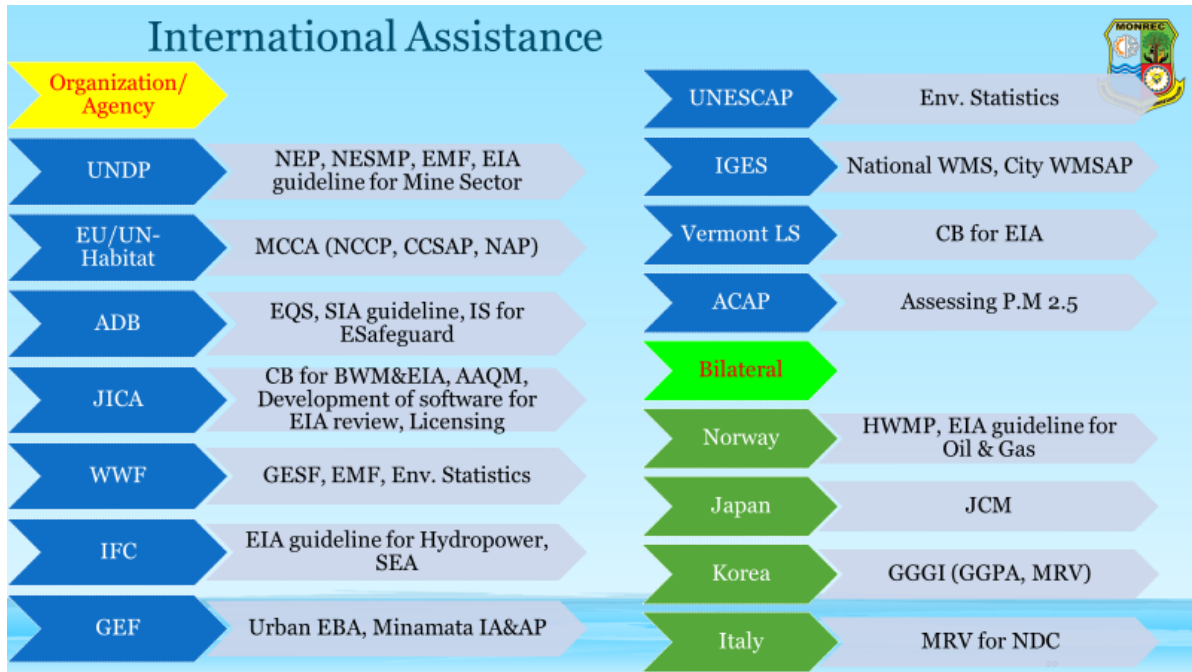 International Assistance
MONREC
Organization/
Agency
UNDP
NEP, NESMP, EMF, EIA
guideline for Mine Sector
EU/UN-
Habitat
MCCA (NCCP, CCSAP, NAP)
ADB
EQS, SIA guideline, IS for
ESafeguard
JICA
CB for BWM&EIA, AAQM,
Development of software for
EIA review, Licensing
WWF
GESF, EMF, Env. Statistics
IFC
EIA guideline for Hydropower,
SEA
GEF
Urban EBA, Minamata IA&AP
UNESCAP
Env. Statistics
IGES
National WMS, City WMSAP
Vermont LS
CB for EIA
ACAP
Assessing P.M 2.5
Bilateral
Norway
HWMP, EIA guideline for
Oil & Gas
Japan
JCM
Korea
GGGI (GGPA, MRV)
Italy
MRV for NDC